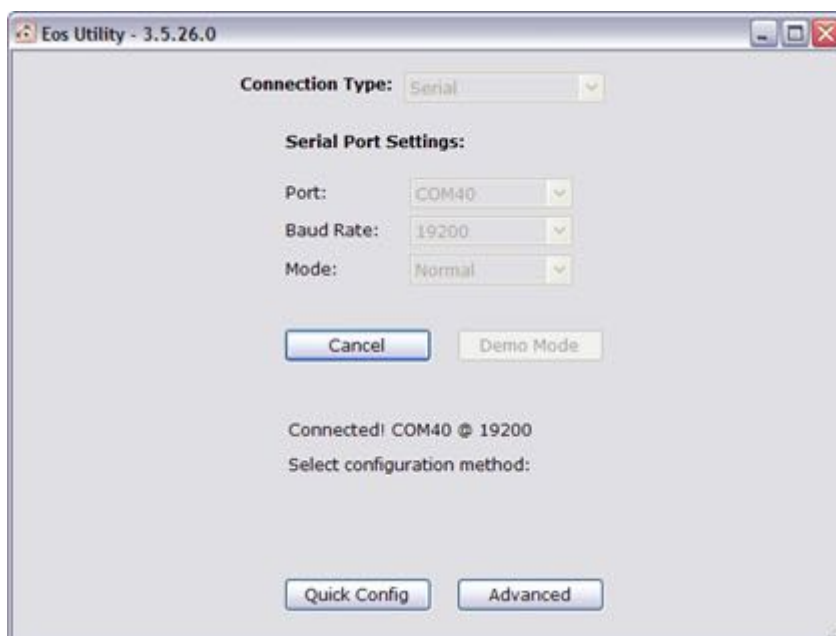 Eos Utility - 3.5.26.0
Connection Type: Serial
Serial Port Settings:
Port: COM40
Baud Rate: 19200
Mode: Normal
Cancel Demo Mode
Connected! COM40 @ 19200
Select configuration method:
Quick Config Advanced